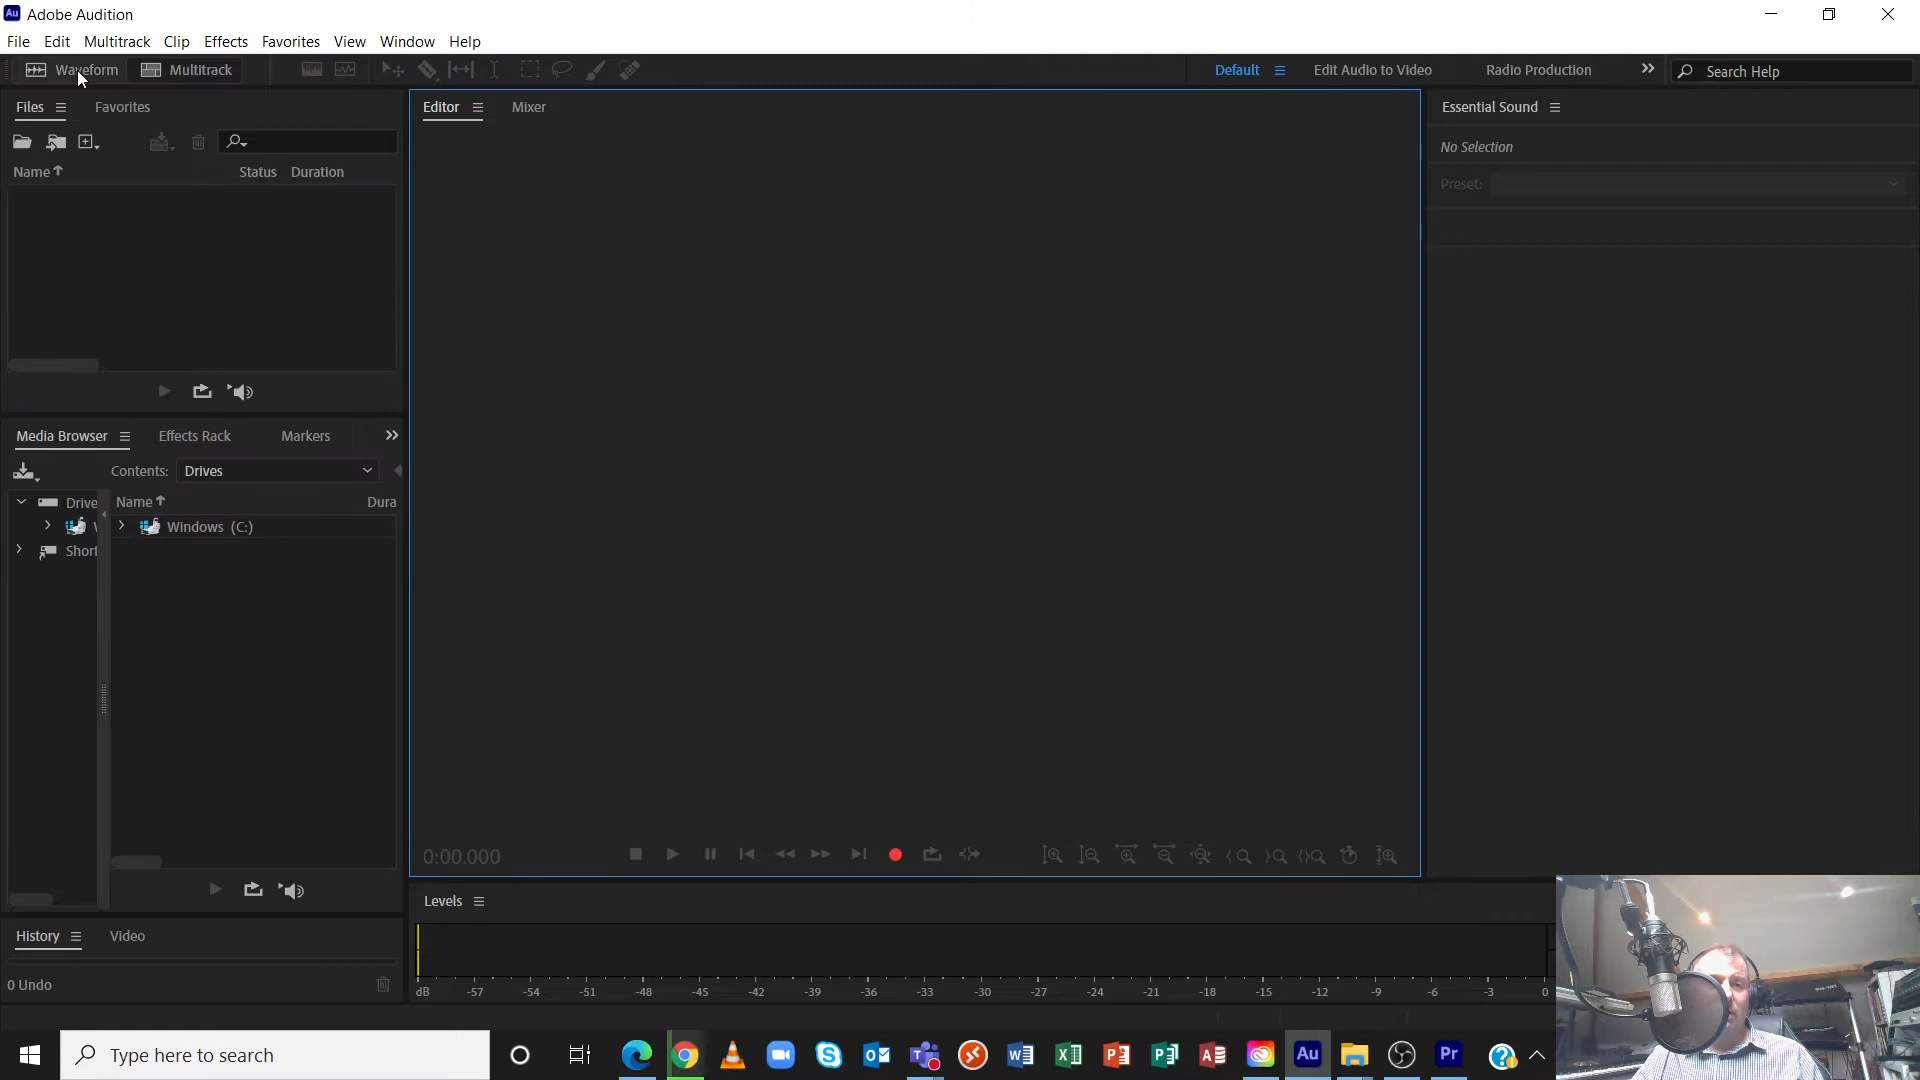 Au Adobe Audition
File Edit Multitrack Clip Effects Favorites View Window Help
Waveform Multitrack Default Edit Audio to Video Radio Production Search Help
Files Favorites Editor Mixer Essential Sound
No Selection
Name Status Duration
Preset:
Media Browser Effects Rack Markers
Contents: Drives
Drive Name Dura
Windows (C:)
Short
0:00.000
Levels
History Video
0 Undo
dB -57 -54 -51 -48 -45 -42 -39 -36 -33 -30 -27 -24 -21 -18 -15 -12 -9 -6 -3 0
Type here to search
Au Pr